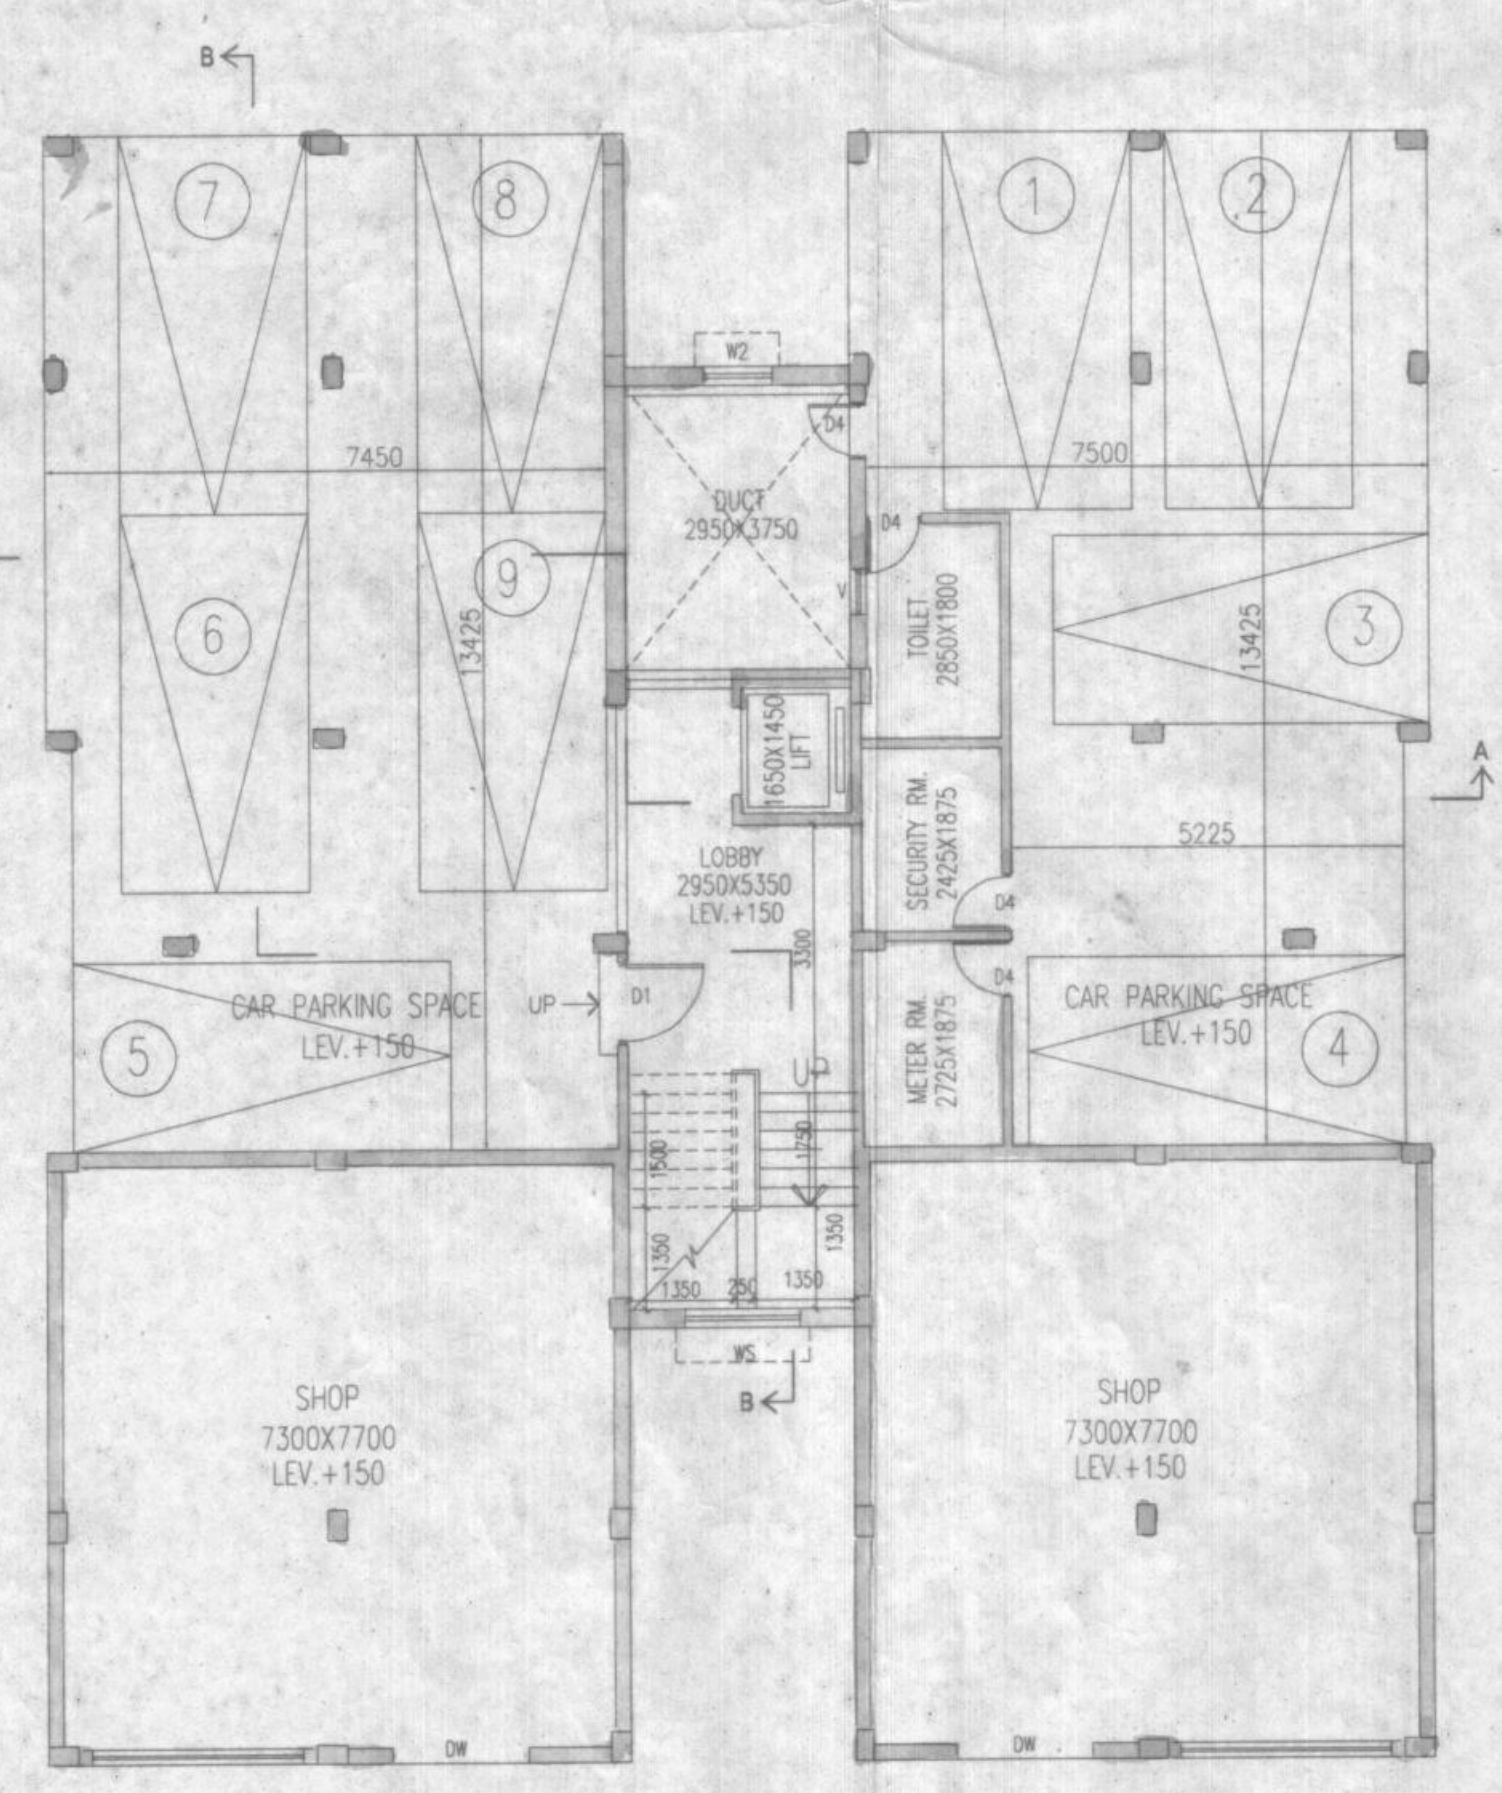 B
7
8
1
2
W2
D4
7450
7500
DUCT
2950X3750
D4
6
9
13425
V
TOILET
2850X1800
13425
3
1650X1450
LIFT
A
SECURITY RM.
2425X1875
5225
LOBBY
2950X5350
LEV.+150
D4
3300
CAR PARKING SPACE
LEV.+150
5
UP
D1
METER RM.
2725X1875
D4
CAR PARKING SPACE
LEV.+150
4
UP
1500
1750
1350
1350
1350
250
1350
WS
B
SHOP
7300X7700
LEV.+150
SHOP
7300X7700
LEV.+150
DW
DW